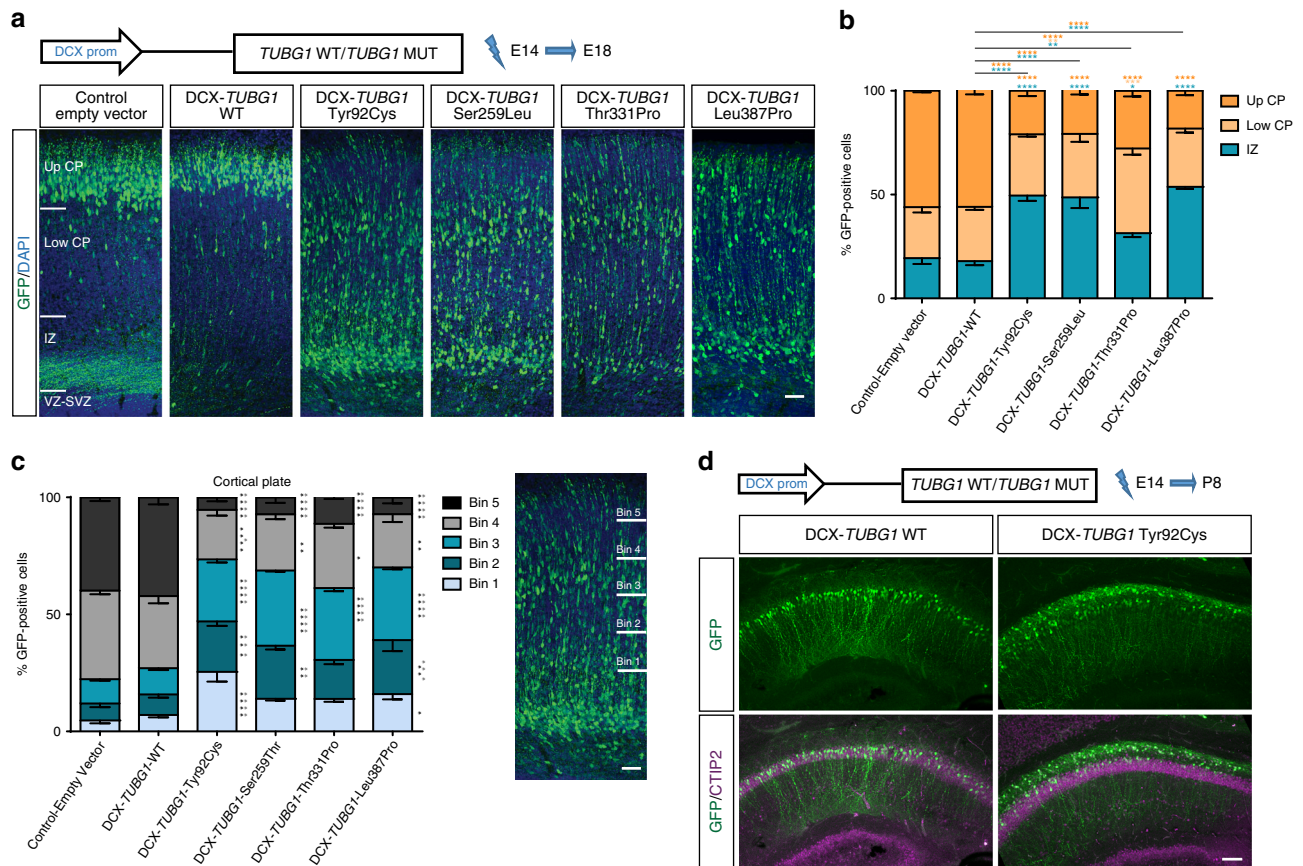 a
DCX prom
TUBG1 WT/TUBG1 MUT
E14
E18
Control
empty vector
DCX-TUBG1
WT
DCX-TUBG1
Tyr92Cys
DCX-TUBG1
Ser259Leu
DCX-TUBG1
Thr331Pro
DCX-TUBG1
Leu387Pro
GFP/DAPI
Up CP
Low CP
IZ
VZ-SVZ
b
****
****
****
**
****
****
****
****
****
****
****
****
****
*
****
****
100
50
0
% GFP-positive cells
Up CP
Low CP
IZ
Control-Empty vector
DCX-TUBG1-WT
DCX-TUBG1-Tyr92Cys
DCX-TUBG1-Ser259Leu
DCX-TUBG1-Thr331Pro
DCX-TUBG1-Leu387Pro
c
Cortical plate
100
50
0
% GFP-positive cells
Bin 5
Bin 4
Bin 3
Bin 2
Bin 1
Control-Empty Vector
DCX-TUBG1-WT
DCX-TUBG1-Tyr92Cys
DCX-TUBG1-Ser259Thr
DCX-TUBG1-Thr331Pro
DCX-TUBG1-Leu387Pro
Bin 5
Bin 4
Bin 3
Bin 2
Bin 1
d
DCX prom
TUBG1 WT/TUBG1 MUT
E14
P8
DCX-TUBG1 WT
DCX-TUBG1 Tyr92Cys
GFP
GFP/CTIP2